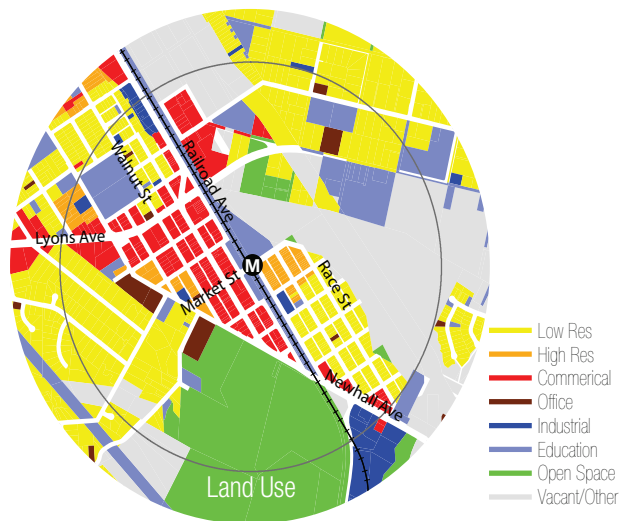 Walnut St
Railroad Ave
Lyons Ave
M
Market St
Race St
Newhall Ave
Land Use
Low Res
High Res
Commerical
Office
Industrial
Education
Open Space
Vacant/Other